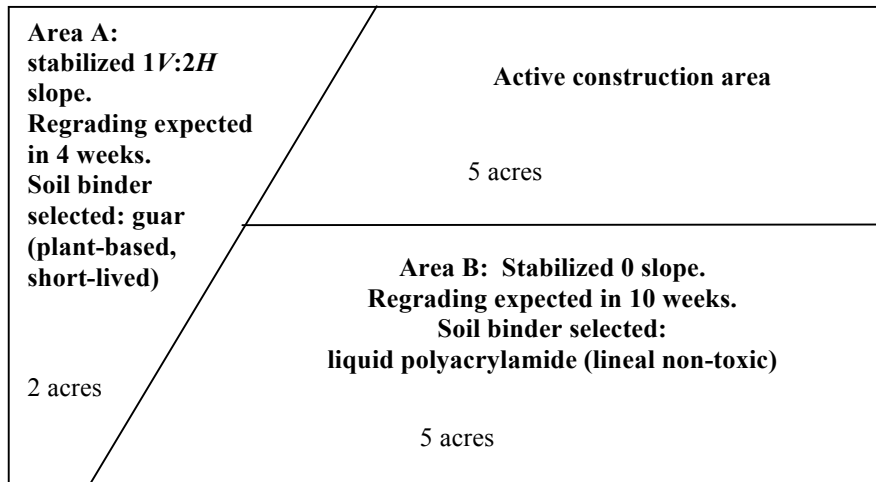 Area A:
stabilized 1V:2H
slope.
Regrading expected
in 4 weeks.
Soil binder
selected: guar
(plant-based,
short-lived)
2 acres
Active construction area
5 acres
Area B:  Stabilized 0 slope.
Regrading expected in 10 weeks.
Soil binder selected:
liquid polyacrylamide (lineal non-toxic)
5 acres